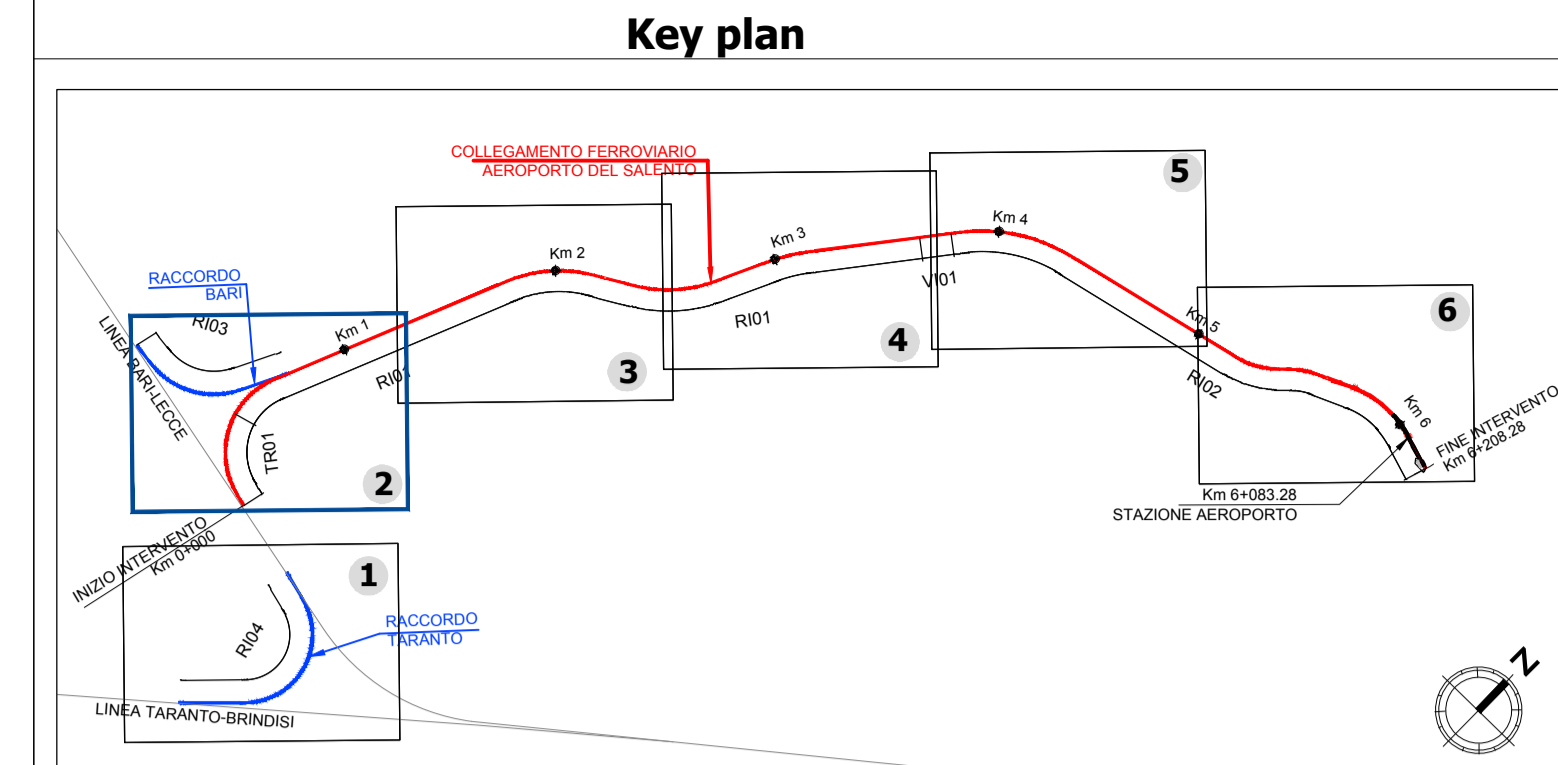 Key plan
COLLEGAMENTO FERROVIARIO
AEROPORTO DEL SALENTO
5
Km 4
Km 3
Km 2
VI01
RACCORDO
BARI
RI03
Km 1
LINEA BARI-LECCE
RI01
RI01
4
3
Km 5
6
RI02
Km 6
TR01
2
FINE INTERVENTO
Km 6+208.28
Km 6+083.28
STAZIONE AEROPORTO
INIZIO INTERVENTO
Km 0+000
1
RACCORDO
TARANTO
RI04
LINEA TARANTO-BRINDISI
N